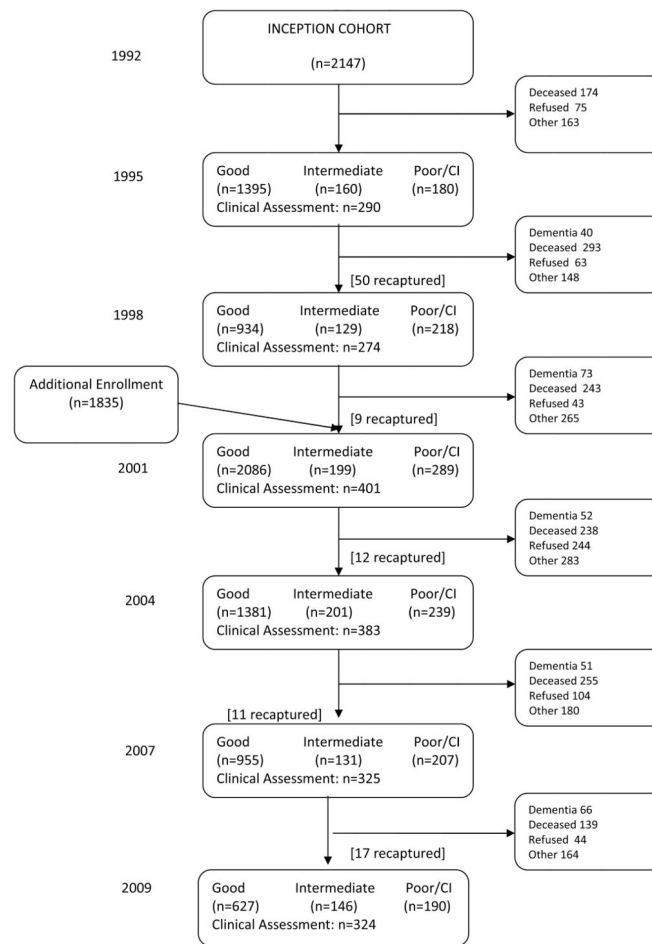 INCEPTION COHORT
1992
(n=2147)
Deceased 174
Refused 75
Other 163
1995
Good Intermediate Poor/CI
(n=1395) (n=160) (n=180)
Clinical Assessment: n=290
Dementia 40
Deceased 293
Refused 63
Other 148
[50 recaptured]
1998
Good Intermediate Poor/CI
(n=934) (n=129) (n=218)
Clinical Assessment: n=274
Additional Enrollment
(n=1835)
Dementia 73
Deceased 243
Refused 43
Other 265
[9 recaptured]
2001
Good Intermediate Poor/CI
(n=2086) (n=199) (n=289)
Clinical Assessment: n=401
Dementia 52
Deceased 238
Refused 244
Other 283
[12 recaptured]
2004
Good Intermediate Poor/CI
(n=1381) (n=201) (n=239)
Clinical Assessment: n=383
Dementia 51
Deceased 255
Refused 104
Other 180
[11 recaptured]
2007
Good Intermediate Poor/CI
(n=955) (n=131) (n=207)
Clinical Assessment: n=325
Dementia 66
Deceased 139
Refused 44
Other 164
[17 recaptured]
2009
Good Intermediate Poor/CI
(n=627) (n=146) (n=190)
Clinical Assessment: n=324